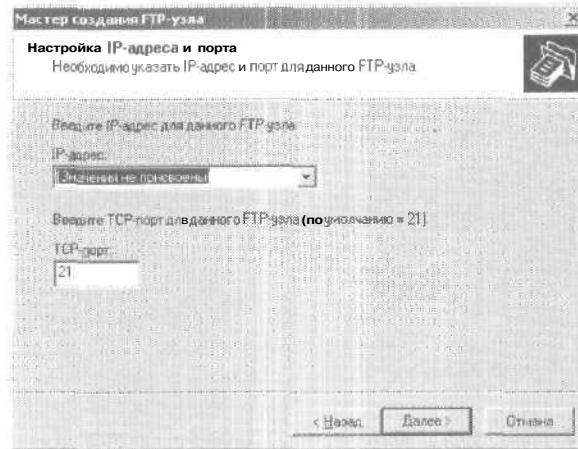 Мастер создания FTP-узла
Настройка IP-адреса и порта
Необходимо указать IP-адрес и порт для данного FTP-узла
Введите IP-адрес для данного FTP-узла
IP-адрес:
(Значения не присвоены)
Введите TCP-порт для данного FTP-узла (по умолчанию = 21).
TCP-порт:
21
< Назад
Далее >
Отмена